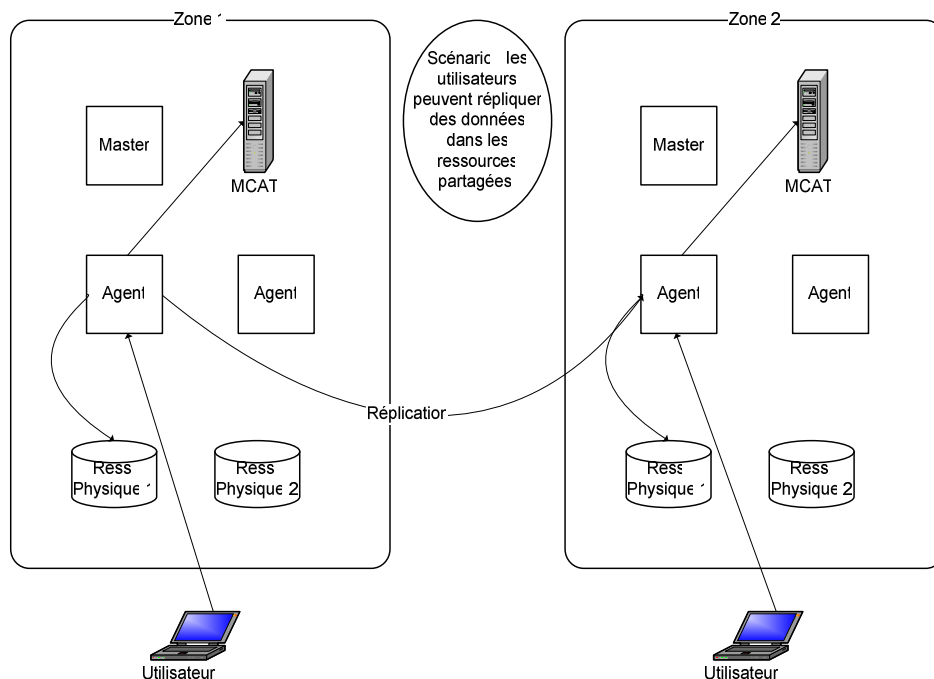 Zone 1
Zone 2
Scénario les
utilisateurs
peuvent répliquer
des données
dans les
ressources
partagées
Master
MCAT
Master
MCAT
Agent
Agent
Agent
Agent
Réplication
Ress
Physique 1
Ress
Physique 2
Ress
Physique 1
Ress
Physique 2
Utilisateur
Utilisateur